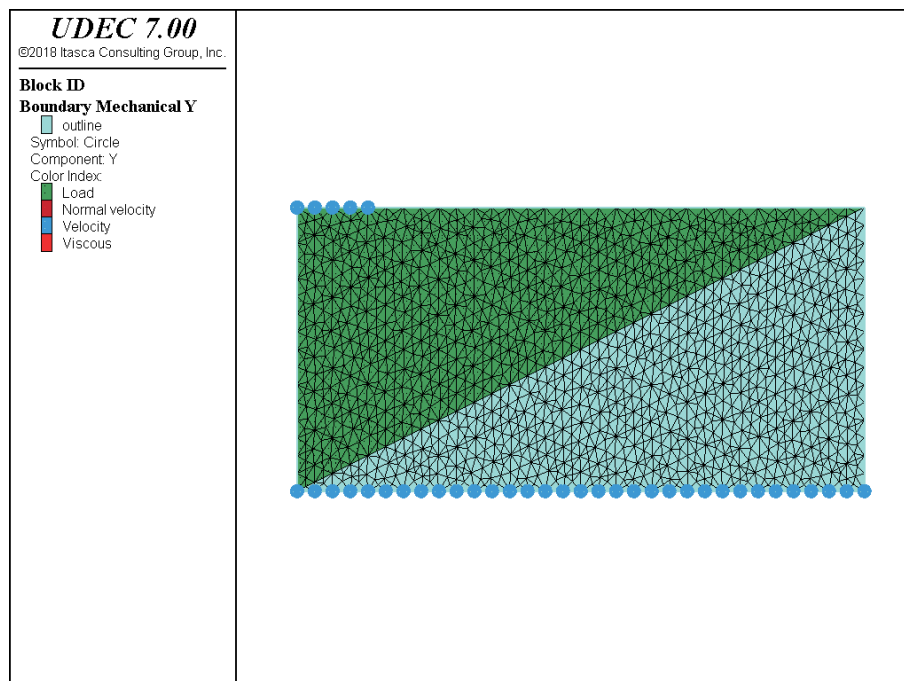 UDEC 7.00
©2018 Itasca Consulting Group, Inc.
Block ID
Boundary Mechanical Y
outline
Symbol: Circle
Component: Y
Color Index:
Load
Normal velocity
Velocity
Viscous